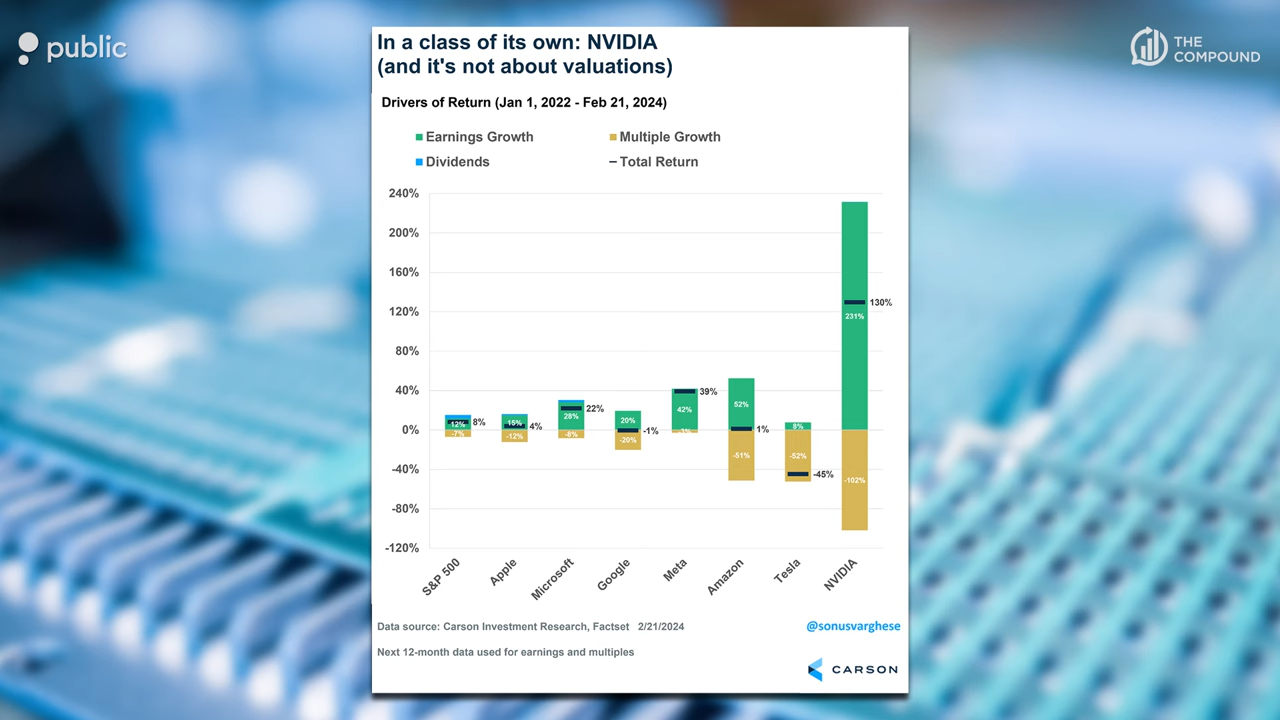 public
THE
COMPOUND
In a class of its own: NVIDIA
(and it's not about valuations)
Drivers of Return (Jan 1, 2022 - Feb 21, 2024)
Earnings Growth
Multiple Growth
Dividends
Total Return
240%
200%
160%
120%
80%
40%
0%
-40%
-80%
-120%
12%
8%
-7%
15%
4%
-12%
28%
22%
-8%
20%
-1%
-20%
42%
39%
52%
1%
-51%
8%
-52%
-45%
231%
130%
-102%
S&P 500
Apple
Microsoft
Google
Meta
Amazon
Tesla
NVIDIA
Data source: Carson Investment Research, Factset 2/21/2024
@sonusvarghese
Next 12-month data used for earnings and multiples
CARSON